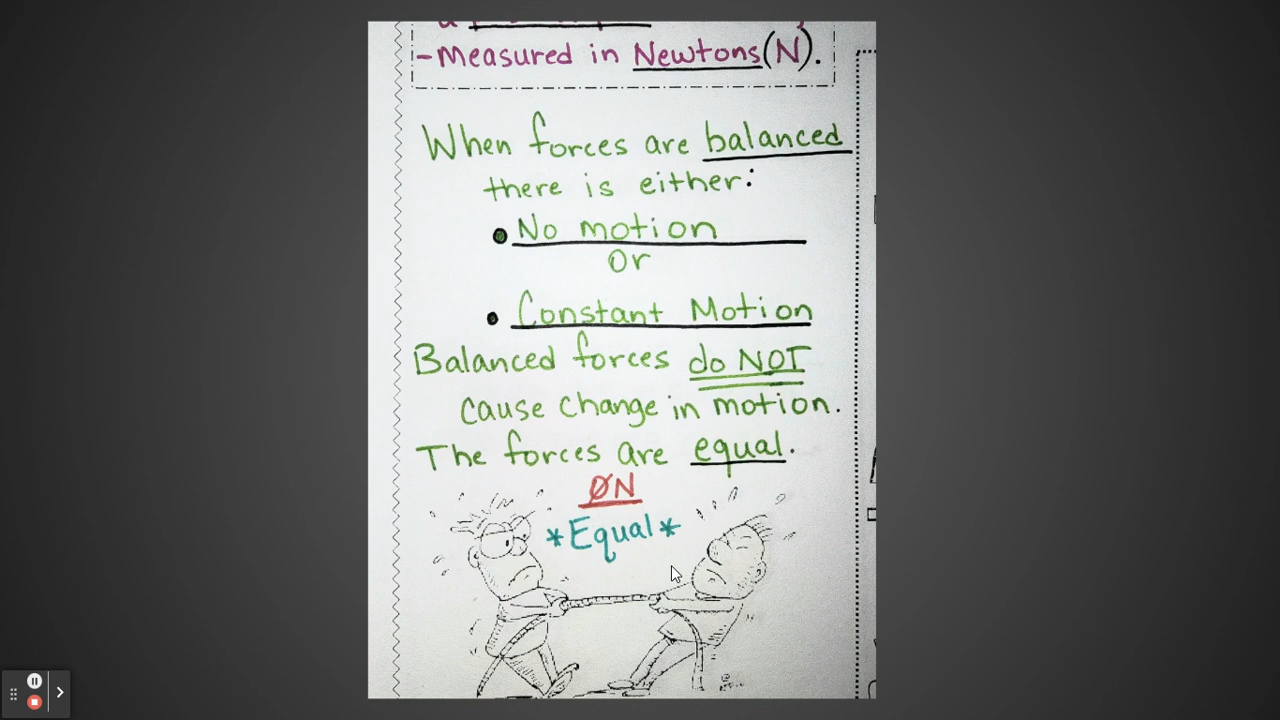 -Measured in Newtons(N).
When forces are balanced
there is either:
• No motion
or
• Constant Motion
Balanced forces do NOT
cause change in motion.
The forces are equal.
0N
*Equal*